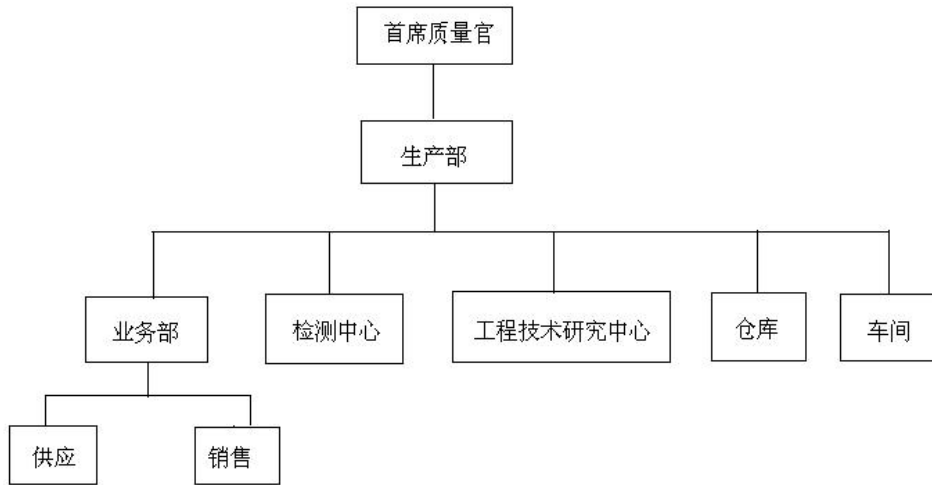 首席质量官
生产部
业务部
检测中心
工程技术研究中心
仓库
车间
供应
销售